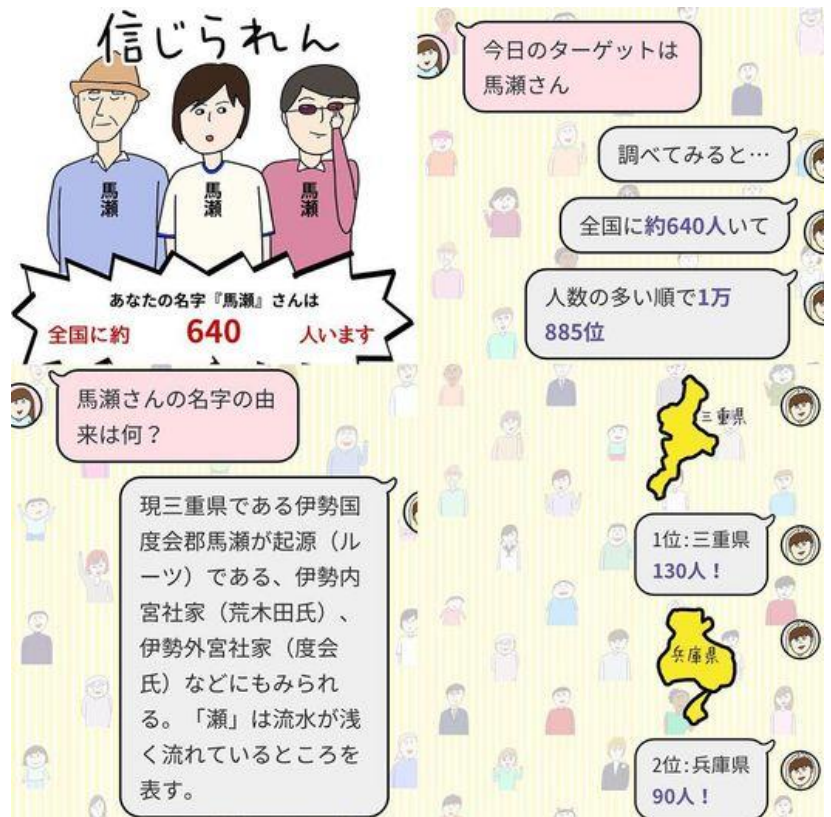 信じられん
馬瀬
馬瀬
馬瀬
あなたの名字『馬瀬』さんは
全国に約 640 人います
今日のターゲットは
馬瀬さん
調べてみると…
全国に約640人いて
人数の多い順で1万
885位
馬瀬さんの名字の由
来は何？
現三重県である伊勢国
度会郡馬瀬が起源（ル
ーツ）である、伊勢内
宮社家（荒木田氏）、
伊勢外宮社家（度会
氏）などにもみられ
る。「瀬」は流水が浅
く流れているところを
表す。
三重県
1位:三重県
130人！
兵庫県
2位:兵庫県
90人！